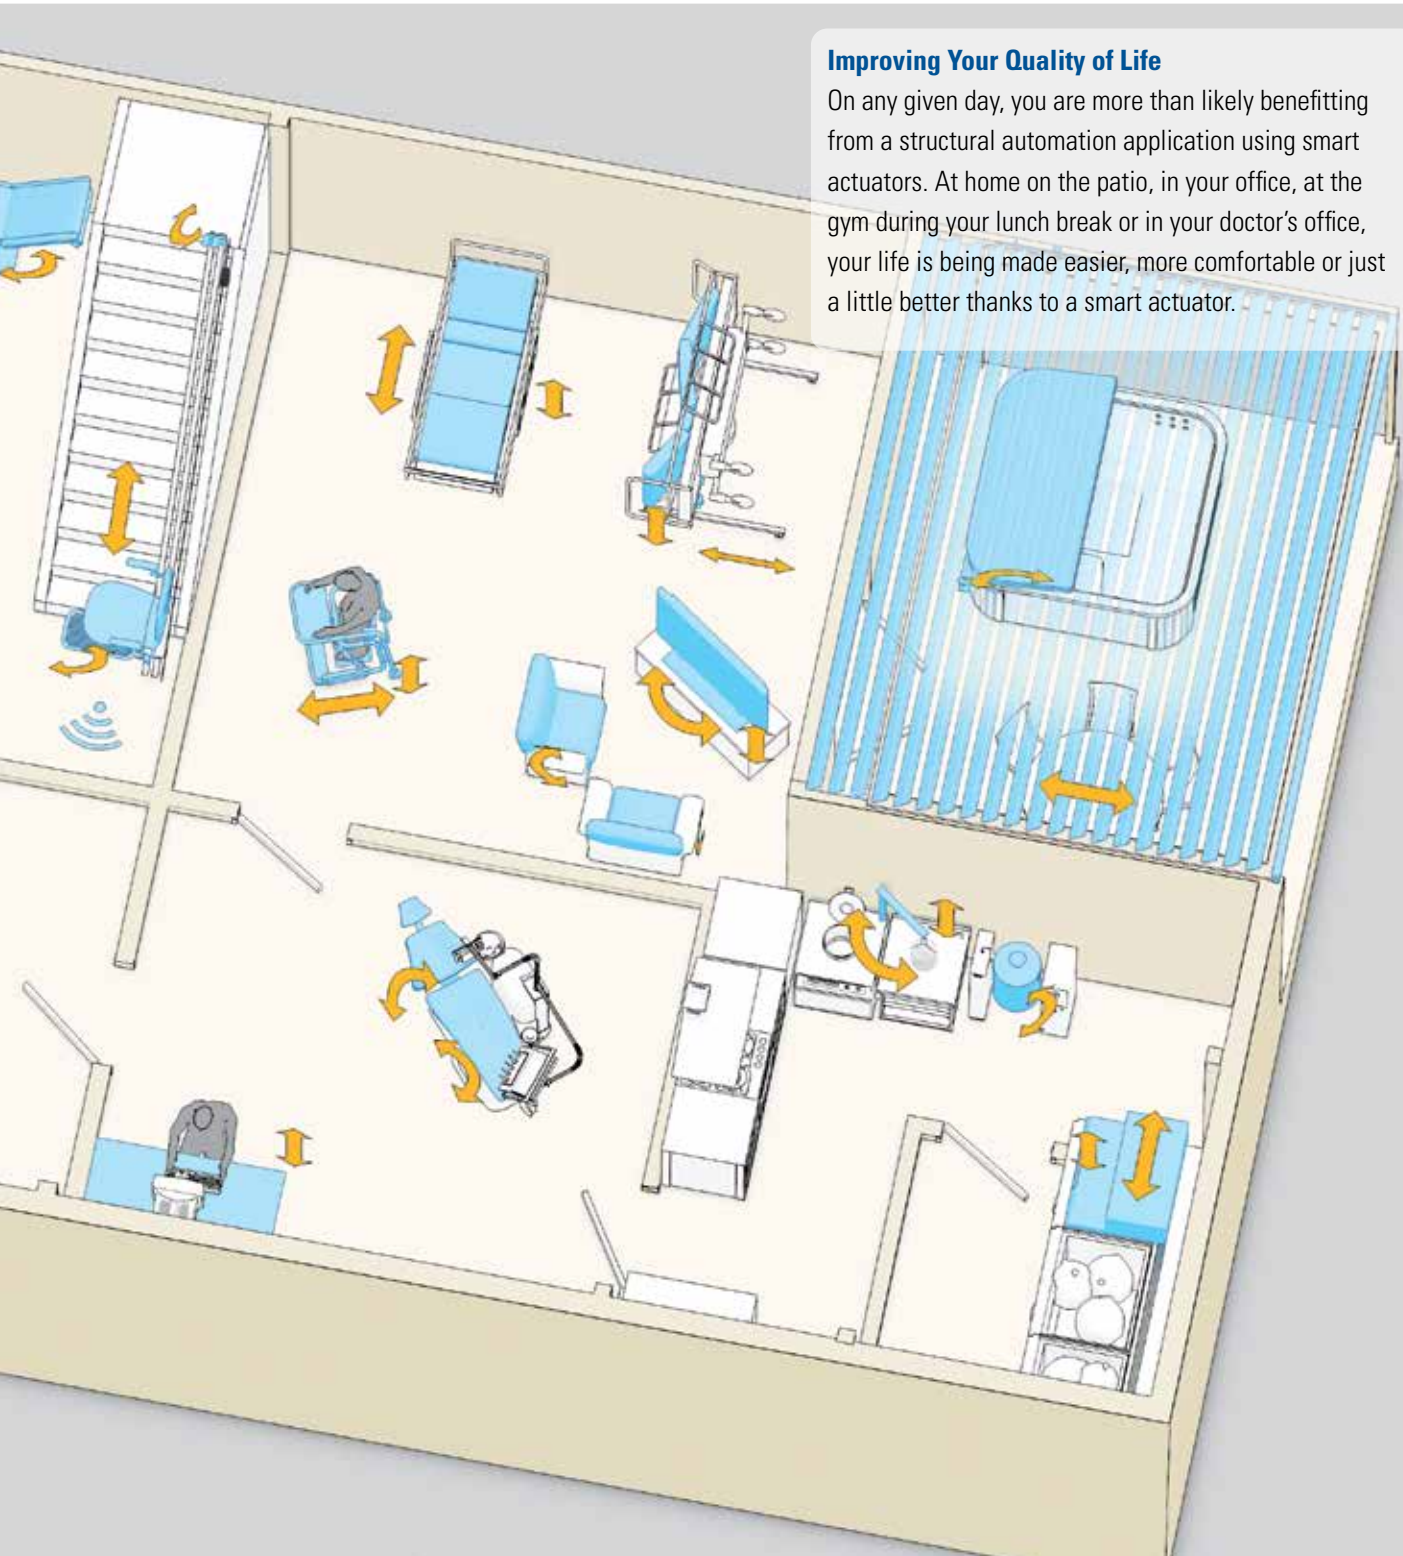 Improving Your Quality of Life
On any given day, you are more than likely benefitting
from a structural automation application using smart
actuators. At home on the patio, in your office, at the
gym during your lunch break or in your doctor's office,
your life is being made easier, more comfortable or just
a little better thanks to a smart actuator.